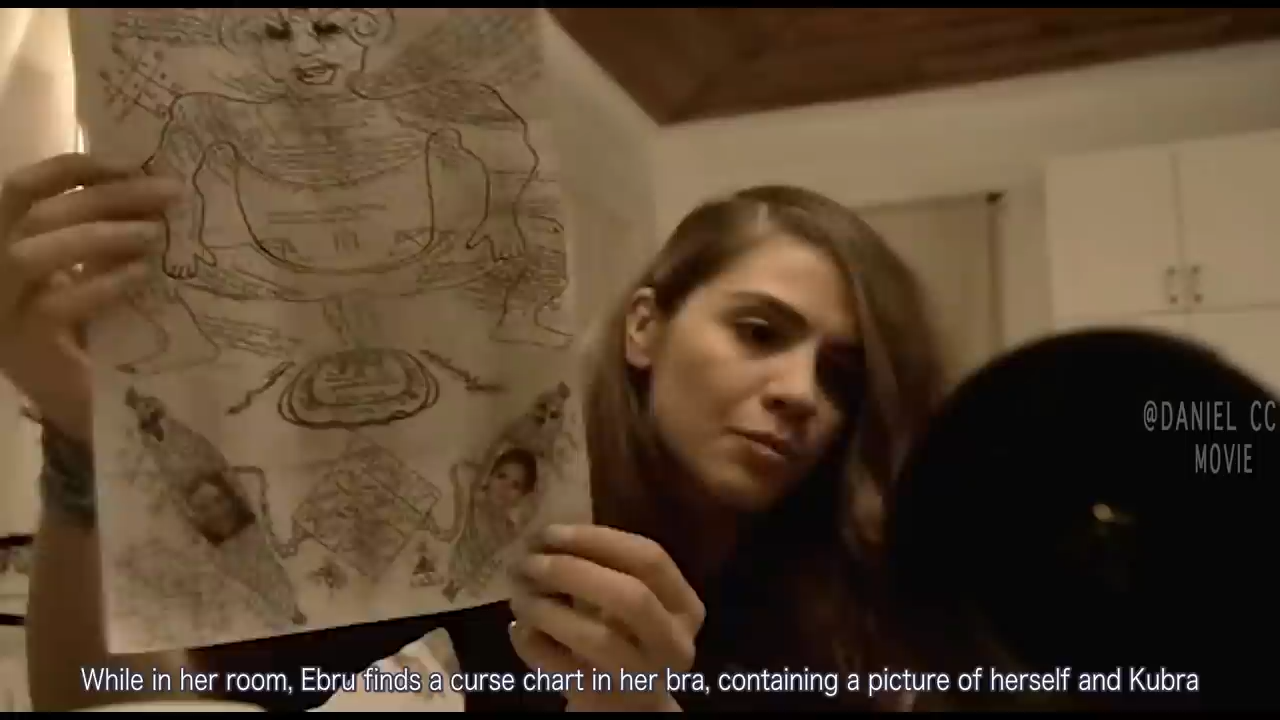 @DANIEL CC
MOVIE
While in her room, Ebru finds a curse chart in her bra, containing a picture of herself and Kubra